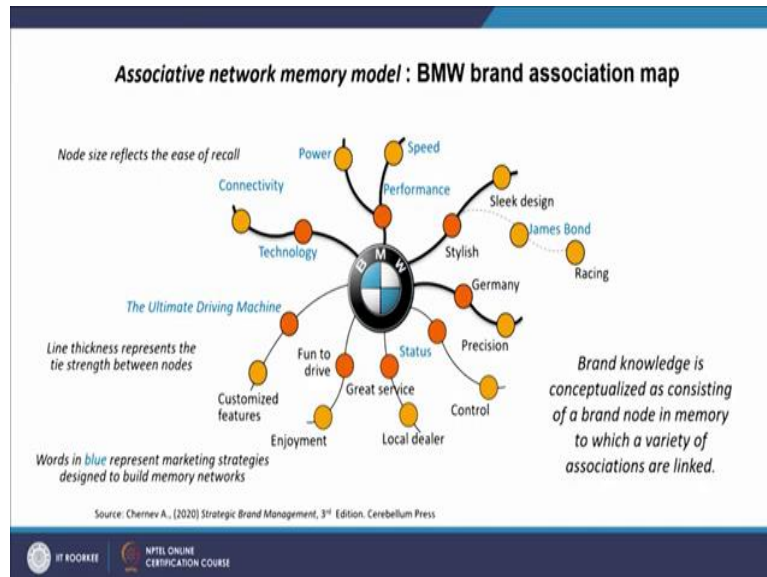 Associative network memory model : BMW brand association map
Node size reflects the ease of recall
Power
Speed
Connectivity
Performance
Sleek design
James Bond
Technology
Stylish
Racing
BMW
Germany
The Ultimate Driving Machine
Precision
Line thickness represents the
tie strength between nodes
Fun to
drive
Status
Great service
Customized
features
Control
Enjoyment
Local dealer
Brand knowledge is
conceptualized as consisting
of a brand node in memory
to which a variety of
associations are linked.
Words in blue represent marketing strategies
designed to build memory networks
Source: Chernev A., (2020) Strategic Brand Management, 3rd Edition. Cerebellum Press
IIT ROORKEE
NPTEL ONLINE
CERTIFICATION COURSE